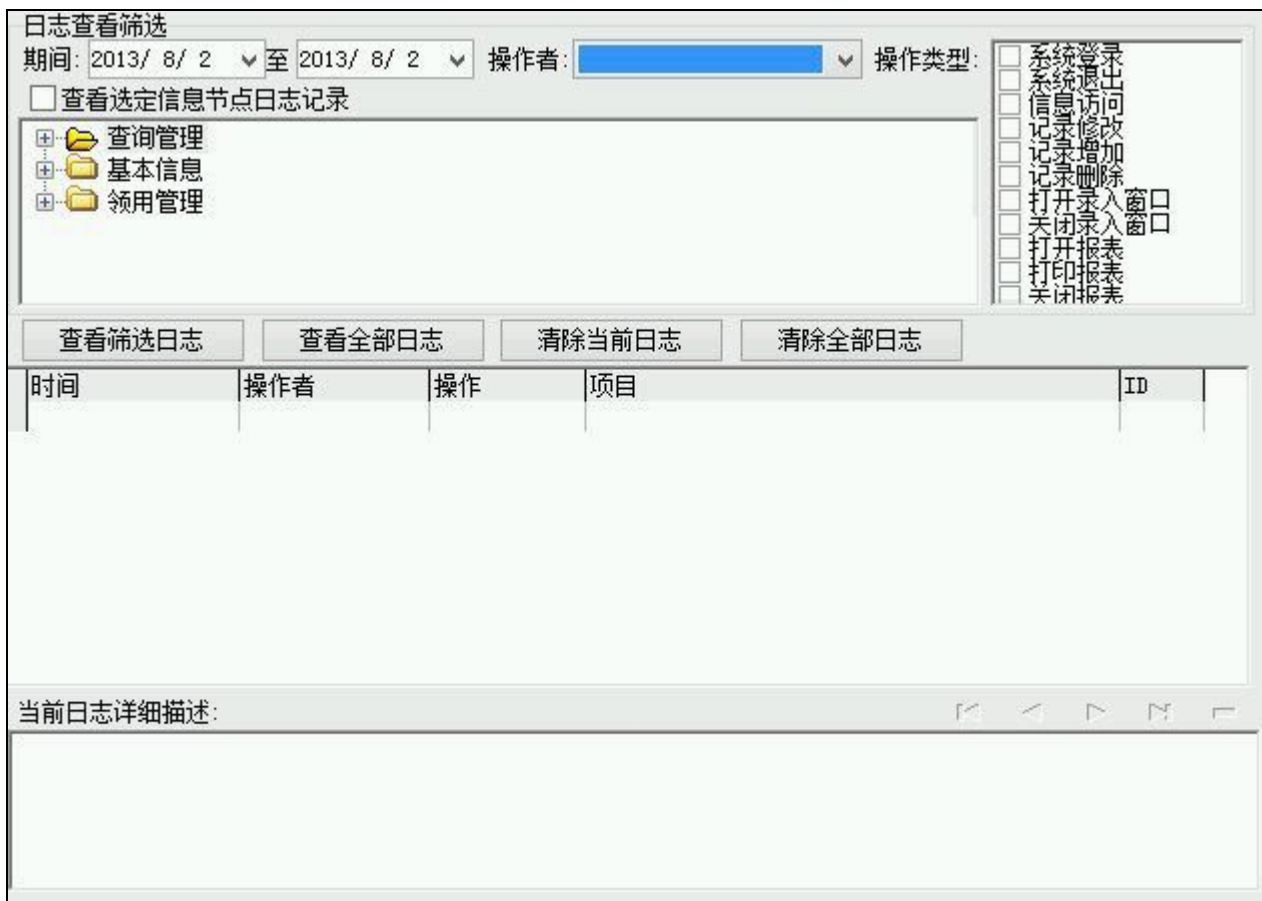 日志查看筛选
期间: 2013/ 8/ 2 至 2013/ 8/ 2 操作者: 操作类型:
查看选定信息节点日志记录
查询管理
基本信息
领用管理
系统登录
系统退出
信息访问
记录修改
记录增加
记录删除
打开录入窗口
关闭录入窗口
打开报表
打印报表
关闭报表
查看筛选日志 查看全部日志 清除当前日志 清除全部日志
时间 操作者 操作 项目 ID
当前日志详细描述: